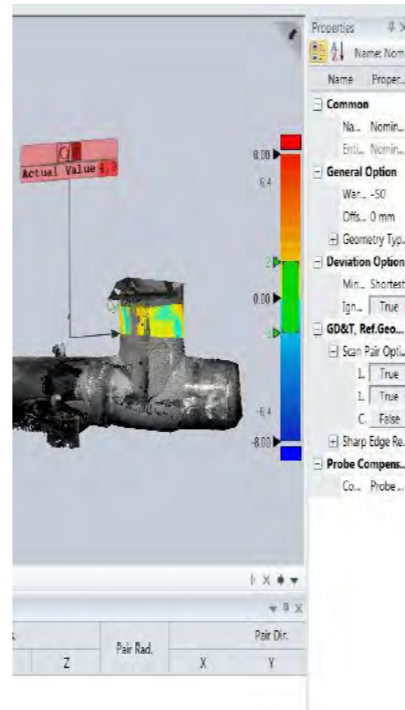 Properties
Name: Nom
Name Proper...
Common
Na... Nomin...
Enti... Nomin...
General Option
War... -50
Offs... 0 mm
Geometry Typ...
Deviation Option
Min... Shortest
Ign... True
GD&T, Ref.Geo...
Scan Pair Opti...
I... True
I... True
C... False
Sharp Edge Re...
Probe Compens...
Co... Probe ...
Actual Value
8.00
6.4
0.00
-6.4
-8.00
Pair Rad.
Pair Dir.
Z
X
Y